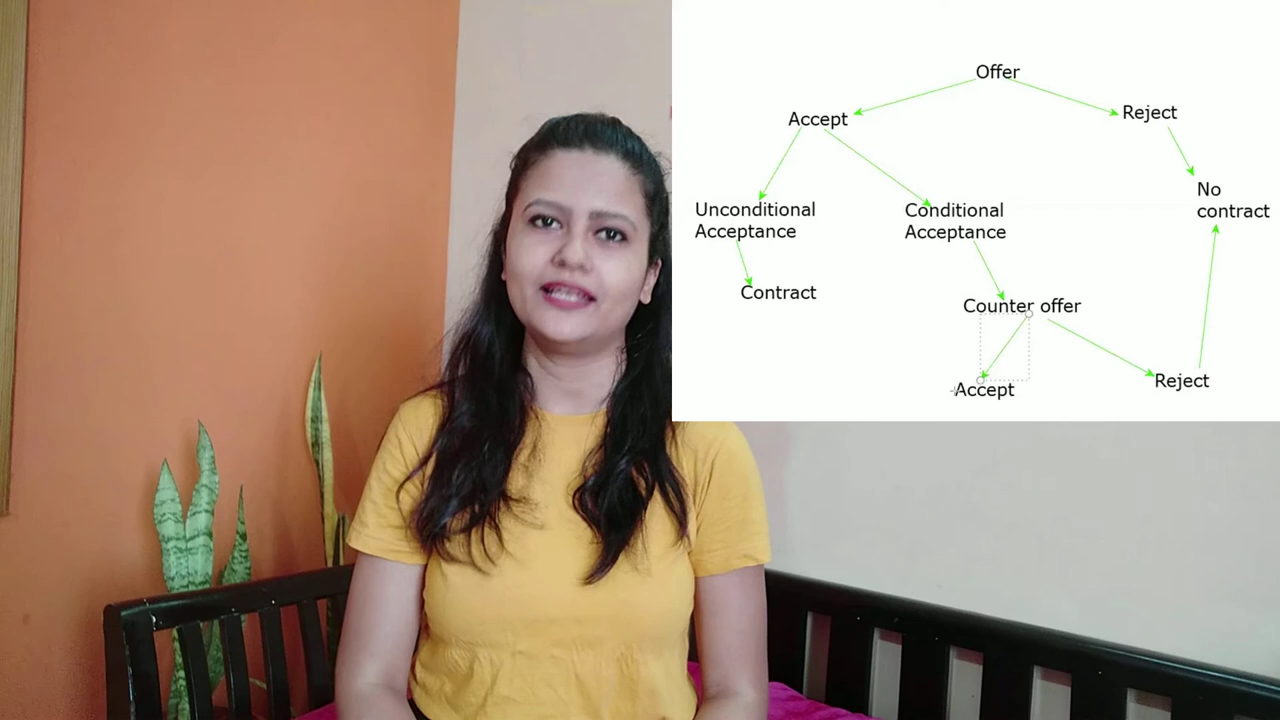 Offer
Accept
Reject
No
contract
Unconditional
Acceptance
Conditional
Acceptance
Contract
Counter offer
Accept
Reject